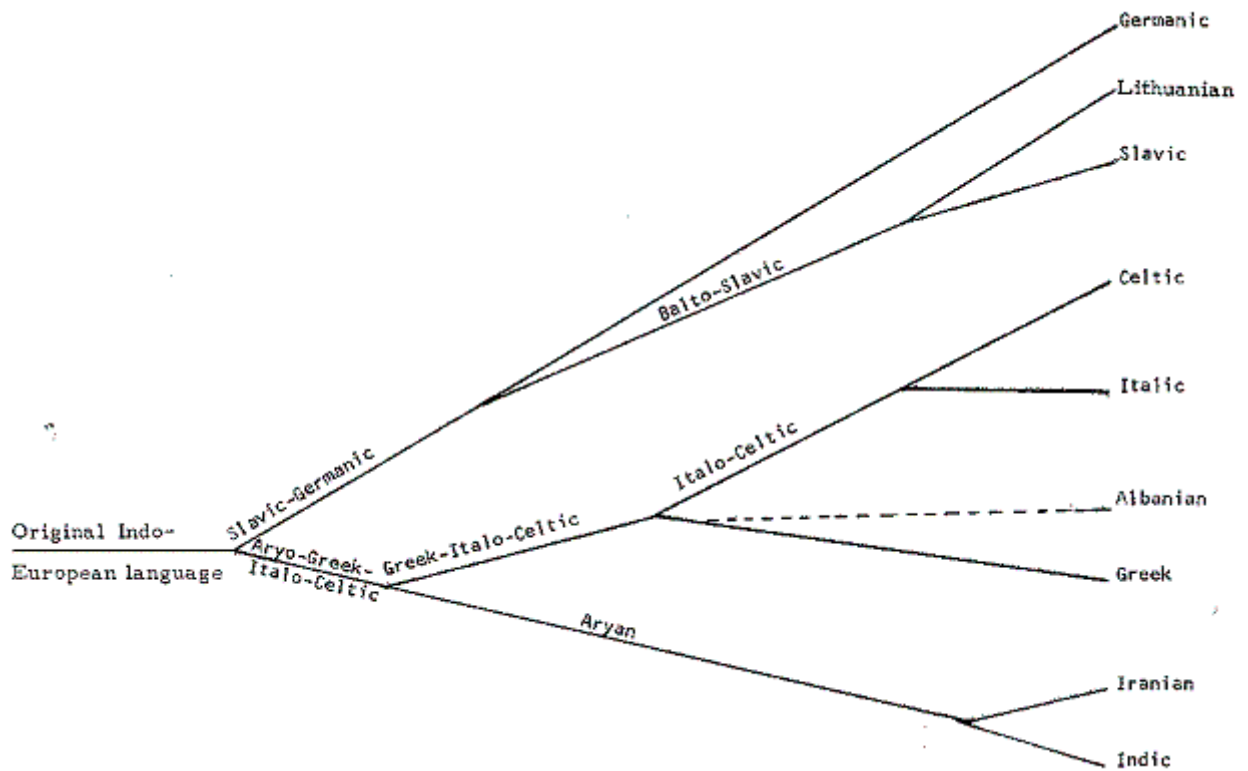 Germanic
Lithuanian
Slavic
Balto-Slavic
Celtic
Italic
Italo-Celtic
Slavic-Germanic
Albanian
Original Indo-
European language
Aryo-Greek-
Italo-Celtic
Greek-Italo-Celtic
Greek
Aryan
Iranian
Indic